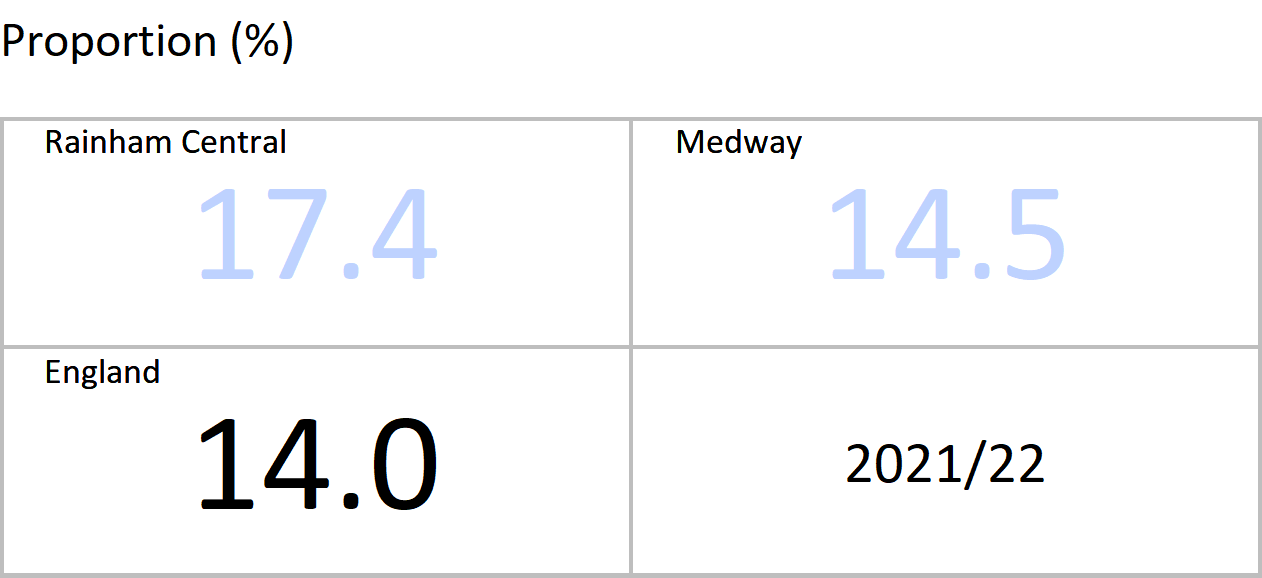 Proportion (%)
Rainham Central
17.4
Medway
14.5
England
14.0
2021/22